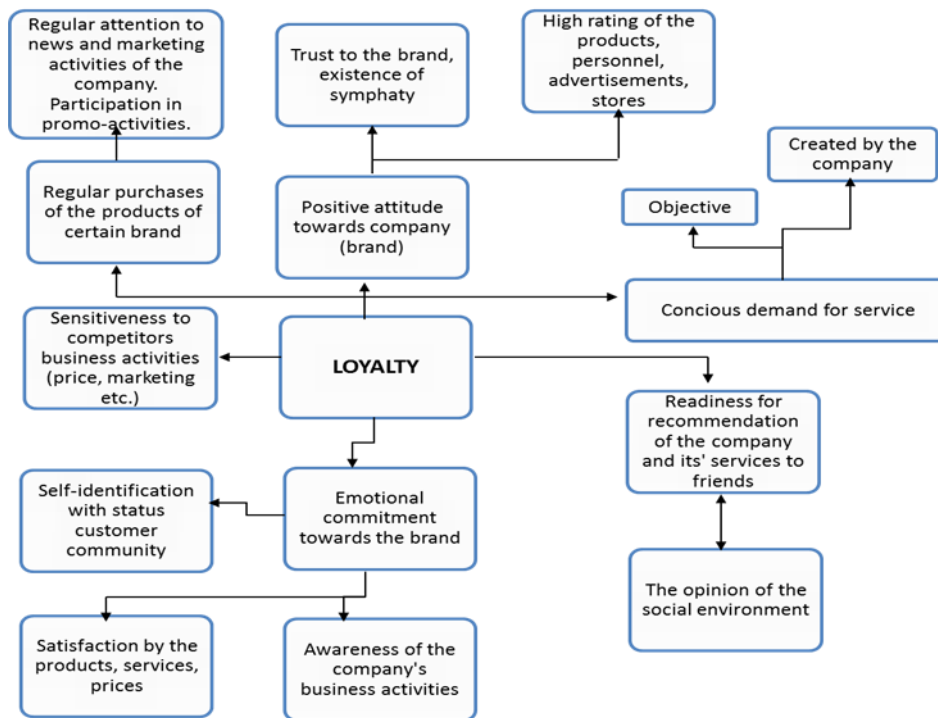 Regular attention to
news and marketing
activities of the
company.
Participation in
promo-activities.
Trust to the brand,
existence of
symphaty
High rating of the
products,
personnel,
advertisements,
stores
Created by the
company
Regular purchases
of the products of
certain brand
Positive attitude
towards company
(brand)
Objective
Concious demand for service
Sensitiveness to
competitors
business activities
(price, marketing
etc.)
LOYALTY
Readiness for
recommendation
of the company
and its' services to
friends
Self-identification
with status
customer
community
Emotional
commitment
towards the brand
The opinion of the
social environment
Satisfaction by the
products, services,
prices
Awareness of the
company's
business activities